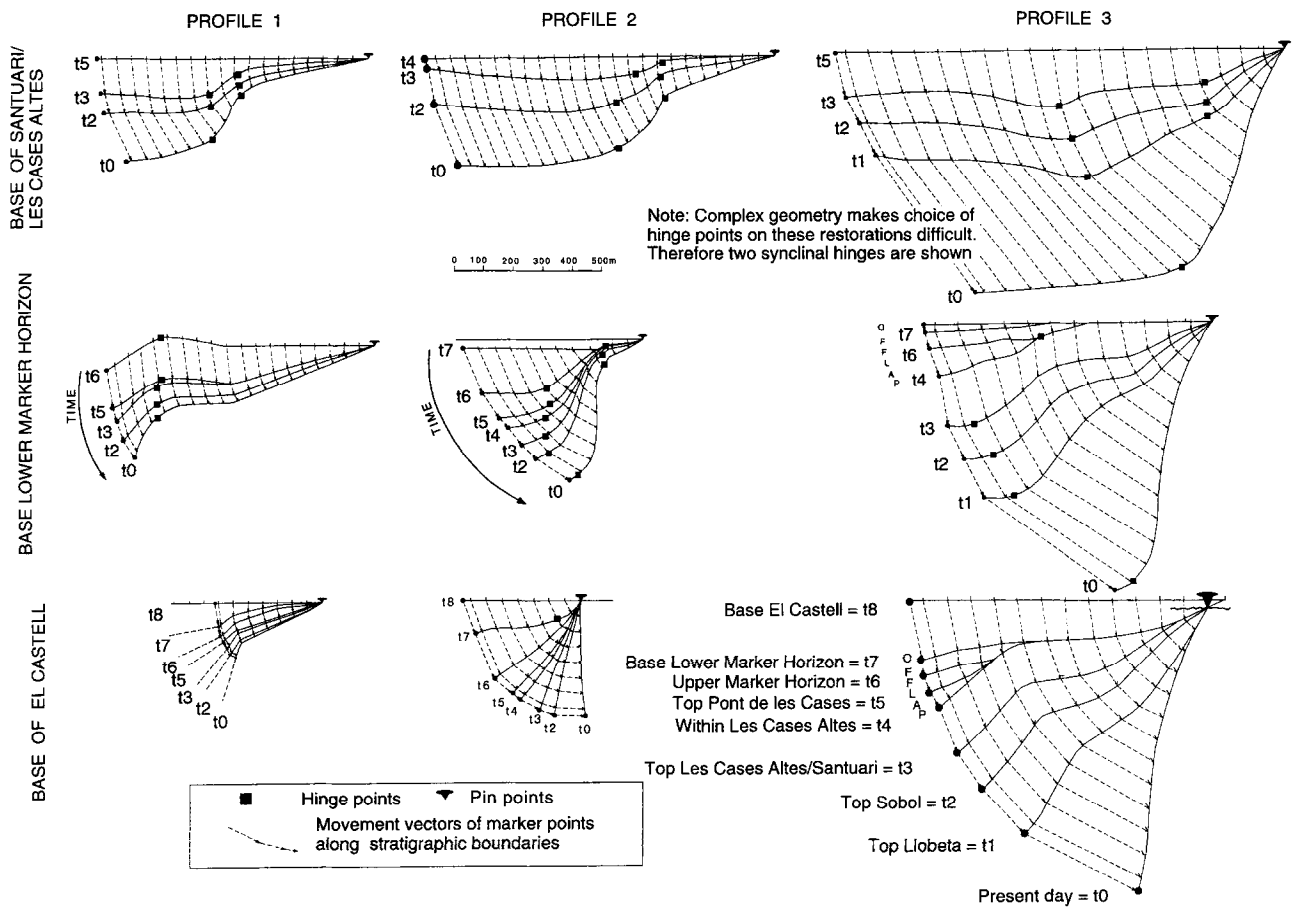 PROFILE 1
PROFILE 2
PROFILE 3
BASE OF SANTUARI/
LES CASES ALTES
t5
t3
t2
t0
t4
t3
t2
t0
t5
t3
t2
t1
t0
Note: Complex geometry makes choice of
hinge points on these restorations difficult.
Therefore two synclinal hinges are shown
0 100 200 300 400 500m
BASE LOWER MARKER HORIZON
t6
t5
t3
t2
t0
TIME
t7
t6
t5
t4
t3
t2
t0
TIME
OFFLAP
t7
t6
t4
t3
t2
t1
t0
BASE OF EL CASTELL
t8
t7
t6
t5
t3
t2
t0
t8
t7
t6
t5
t4
t3
t2
t0
OFFLAP
Base El Castell = t8
Base Lower Marker Horizon = t7
Upper Marker Horizon = t6
Top Pont de les Cases = t5
Within Les Cases Altes = t4
Top Les Cases Altes/Santuari = t3
Top Sobol = t2
Top Llobeta = t1
Present day = t0
Hinge points
Pin points
Movement vectors of marker points
along stratigraphic boundaries